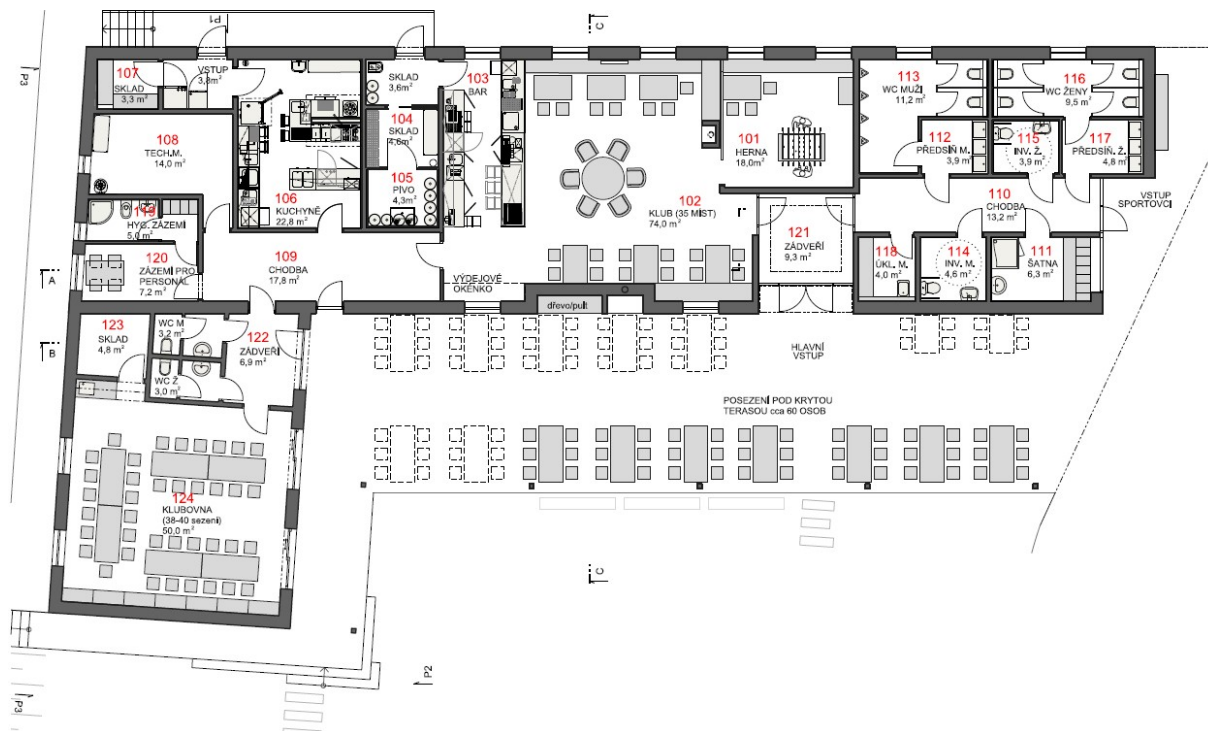 P1
C
P3
107
SKLAD
3,3 m²
VSTUP
3,8m²
SKLAD
3,6m²
103
BAR
104
SKLAD
4,6m²
105
PIVO
4,3m²
106
KUCHYNĚ
22,8 m²
108
TECH.M.
14,0 m²
101
HERNA
18,0m²
102
KLUB (35 MÍST)
74,0 m²
113
WC MUŽI
11,2 m²
116
WC ŽENY
9,5 m²
112
PŘEDSÍŇ M.
3,9 m²
115
INV. Ž.
3,9 m²
117
PŘEDSÍŇ. Ž.
4,8 m²
110
CHODBA
13,2 m²
VSTUP
SPORTOVCI
119
HYG. ZÁZEMÍ
5,0 m²
120
ZÁZEMÍ PRO
PERSONÁL
7,2 m²
109
CHODBA
17,8 m²
VÝDEJOVÉ
OKÉNKO
121
ZÁDVEŘÍ
9,3 m²
118
ÚKL. M.
4,0 m²
114
INV. M.
4,6 m²
111
ŠATNA
6,3 m²
A
B
dřevo/pult
123
SKLAD
4,8 m²
WC M
3,2 m²
122
ZÁDVEŘÍ
6,9 m²
WC Ž
3,0 m²
HLAVNÍ
VSTUP
POSEZENÍ POD KRYTOU
TERASOU cca 60 OSOB
124
KLUBOVNA
(38-40 sezení)
50,0 m²
C
P2
P3